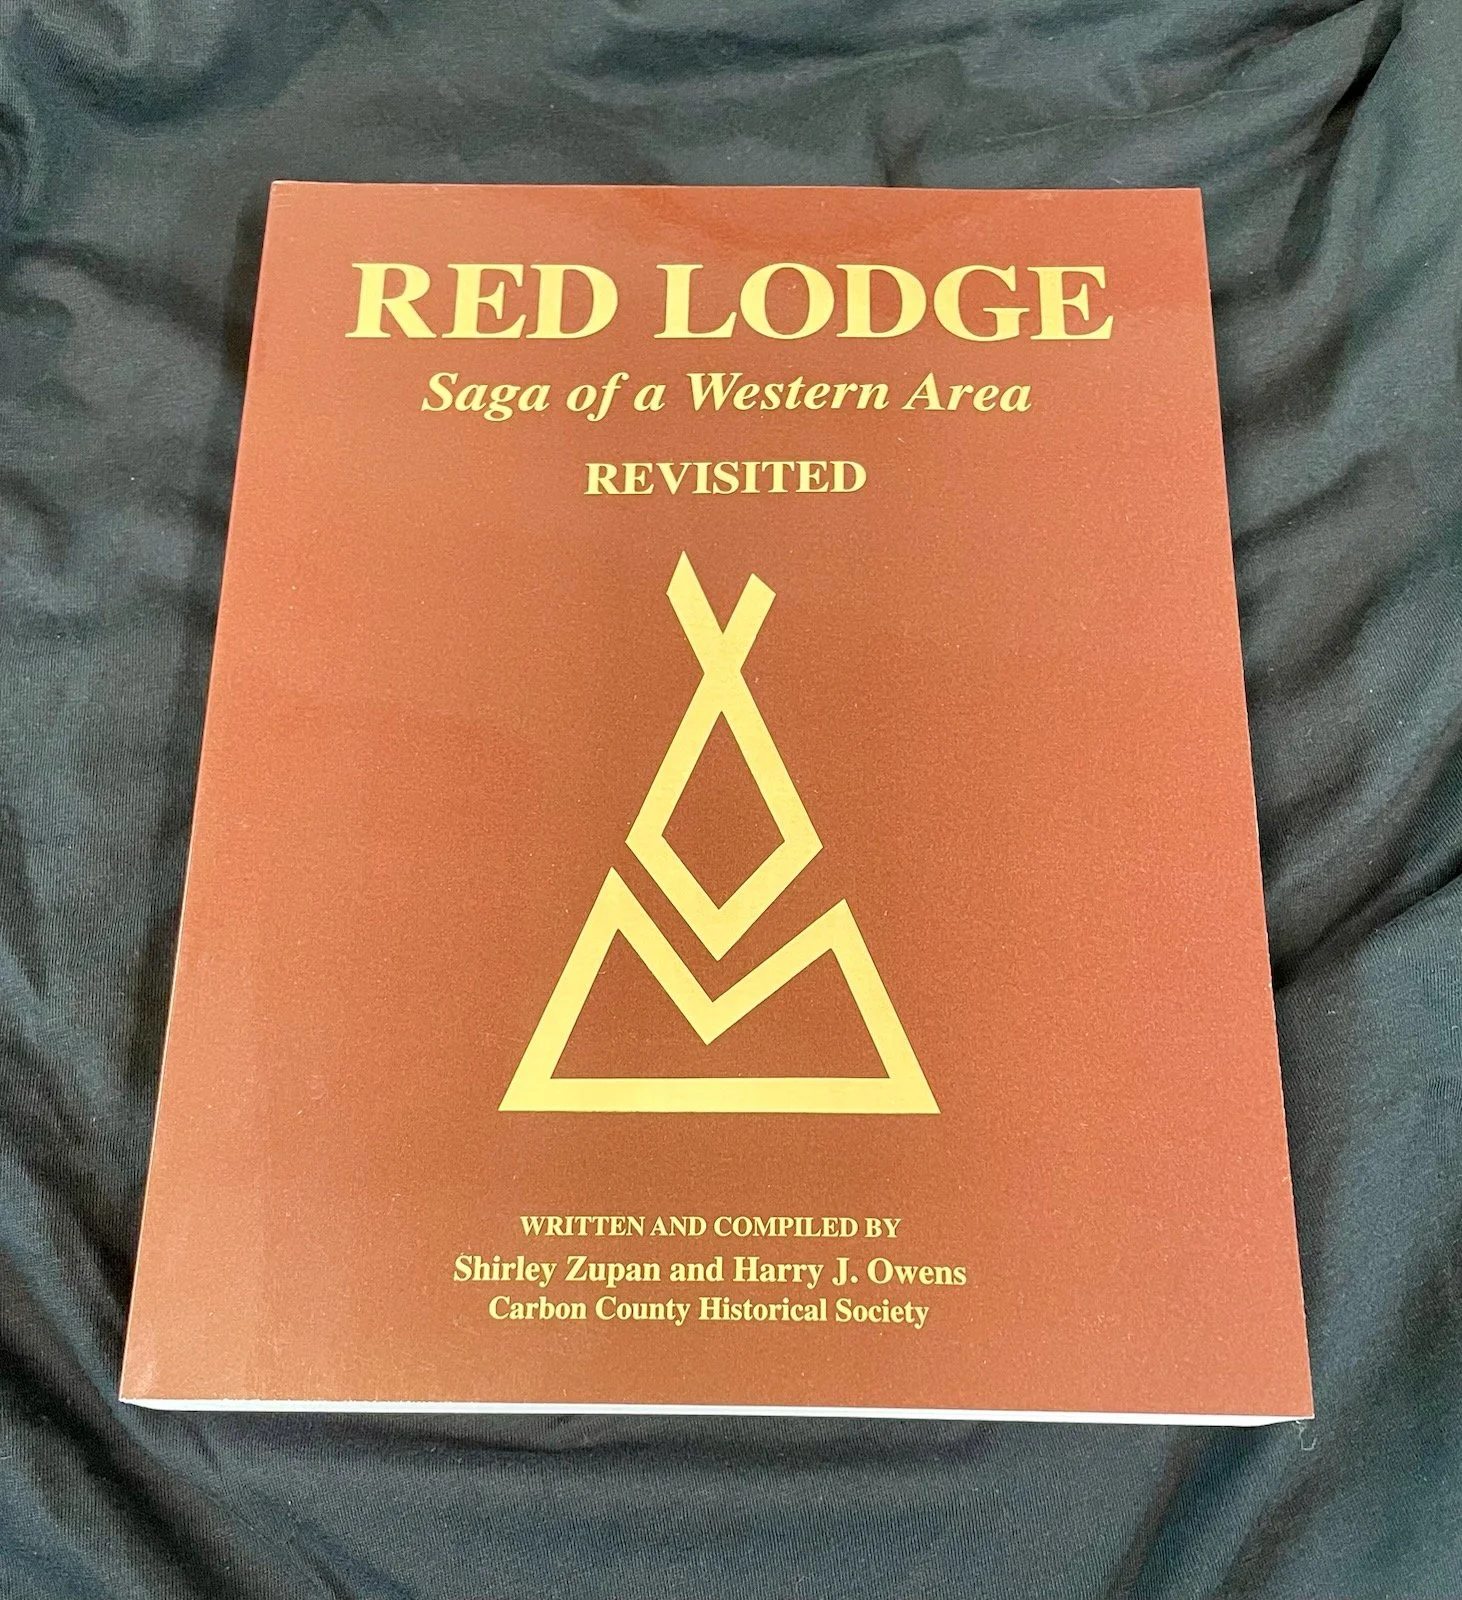 RED LODGE
Saga of a Western Area
REVISITED
WRITTEN AND COMPILED BY
Shirley Zupan and Harry J. Owens
Carbon County Historical Society